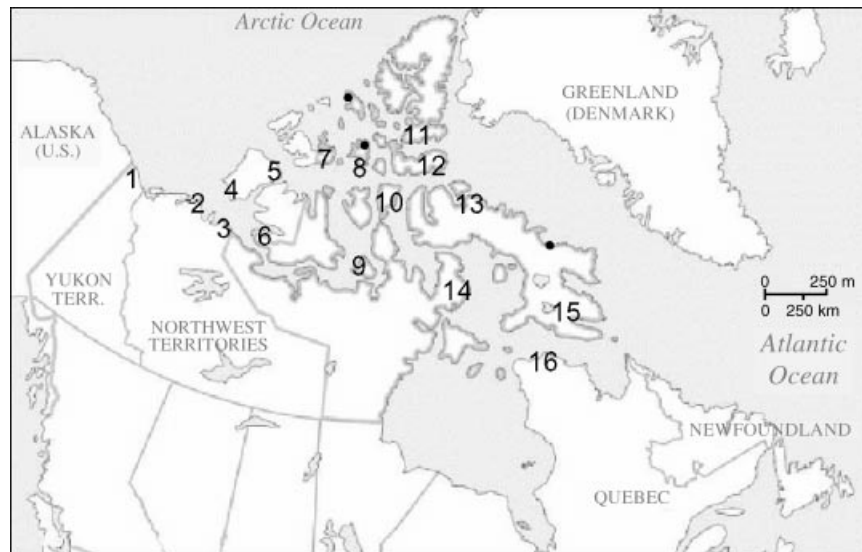 Arctic Ocean
GREENLAND
(DENMARK)
ALASKA
(U.S.)
11
7
8
12
1
5
4
2
10
13
3
6
9
14
15
0 250 m
0 250 km
YUKON
TERR.
NORTHWEST
TERRITORIES
16
Atlantic
Ocean
NEWFOUNDLAND
QUEBEC